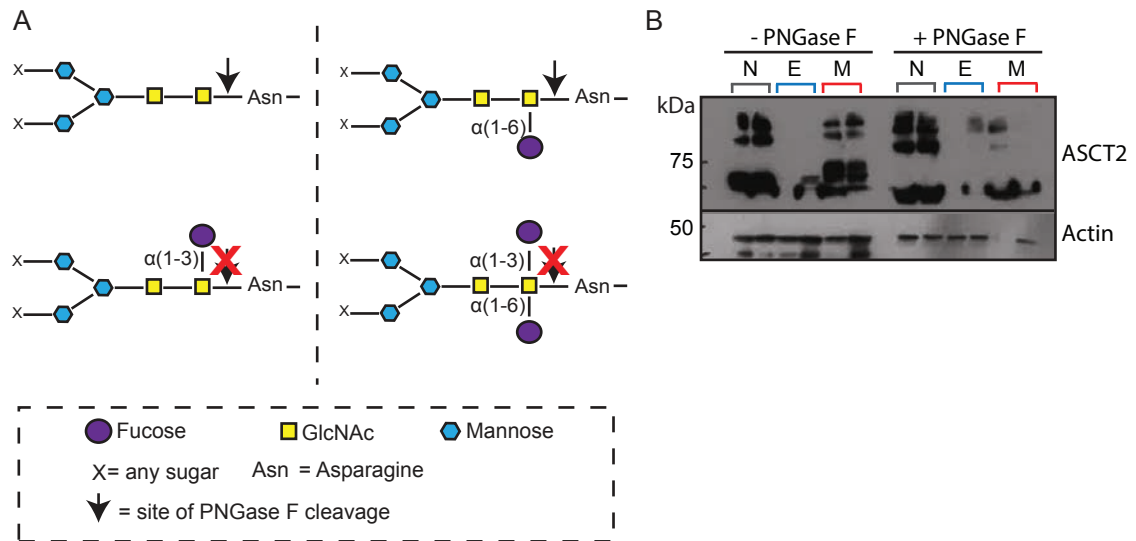 A
X
X
Asn
X
X
Asn
α(1-6)
α(1-3)
X
X
Asn
α(1-3)
X
X
Asn
α(1-6)
Fucose
GlcNAc
Mannose
X= any sugar
Asn = Asparagine
= site of PNGase F cleavage
B
- PNGase F + PNGase F
N E M N E M
kDa
75
ASCT2
50
Actin